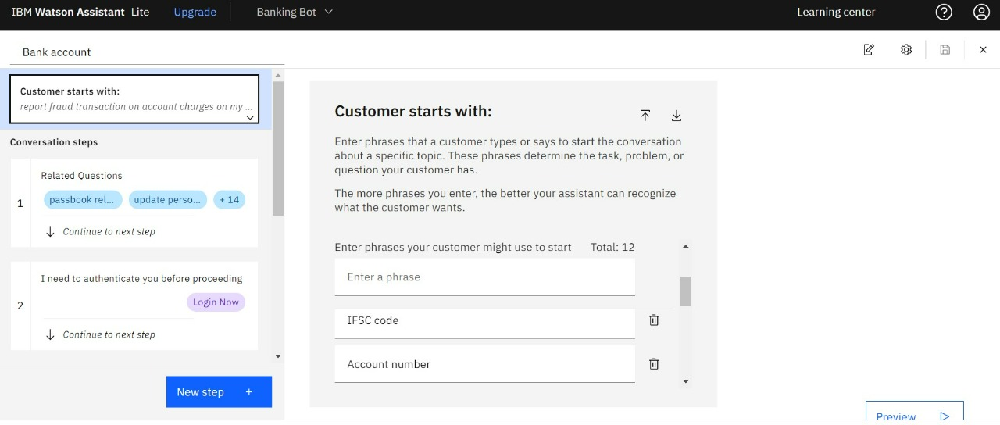 IBM Watson Assistant Lite Upgrade Banking Bot Learning center
Bank account
Customer starts with:
report fraud transaction on account charges on my ...
Conversation steps
1
Related Questions
passbook rel... update perso... + 14
Continue to next step
2
I need to authenticate you before proceeding
Login Now
Continue to next step
New step +
Customer starts with:
Enter phrases that a customer types or says to start the conversation
about a specific topic. These phrases determine the task, problem, or
question your customer has.
The more phrases you enter, the better your assistant can recognize
what the customer wants.
Enter phrases your customer might use to start Total: 12
Enter a phrase
IFSC code
Account number
Preview